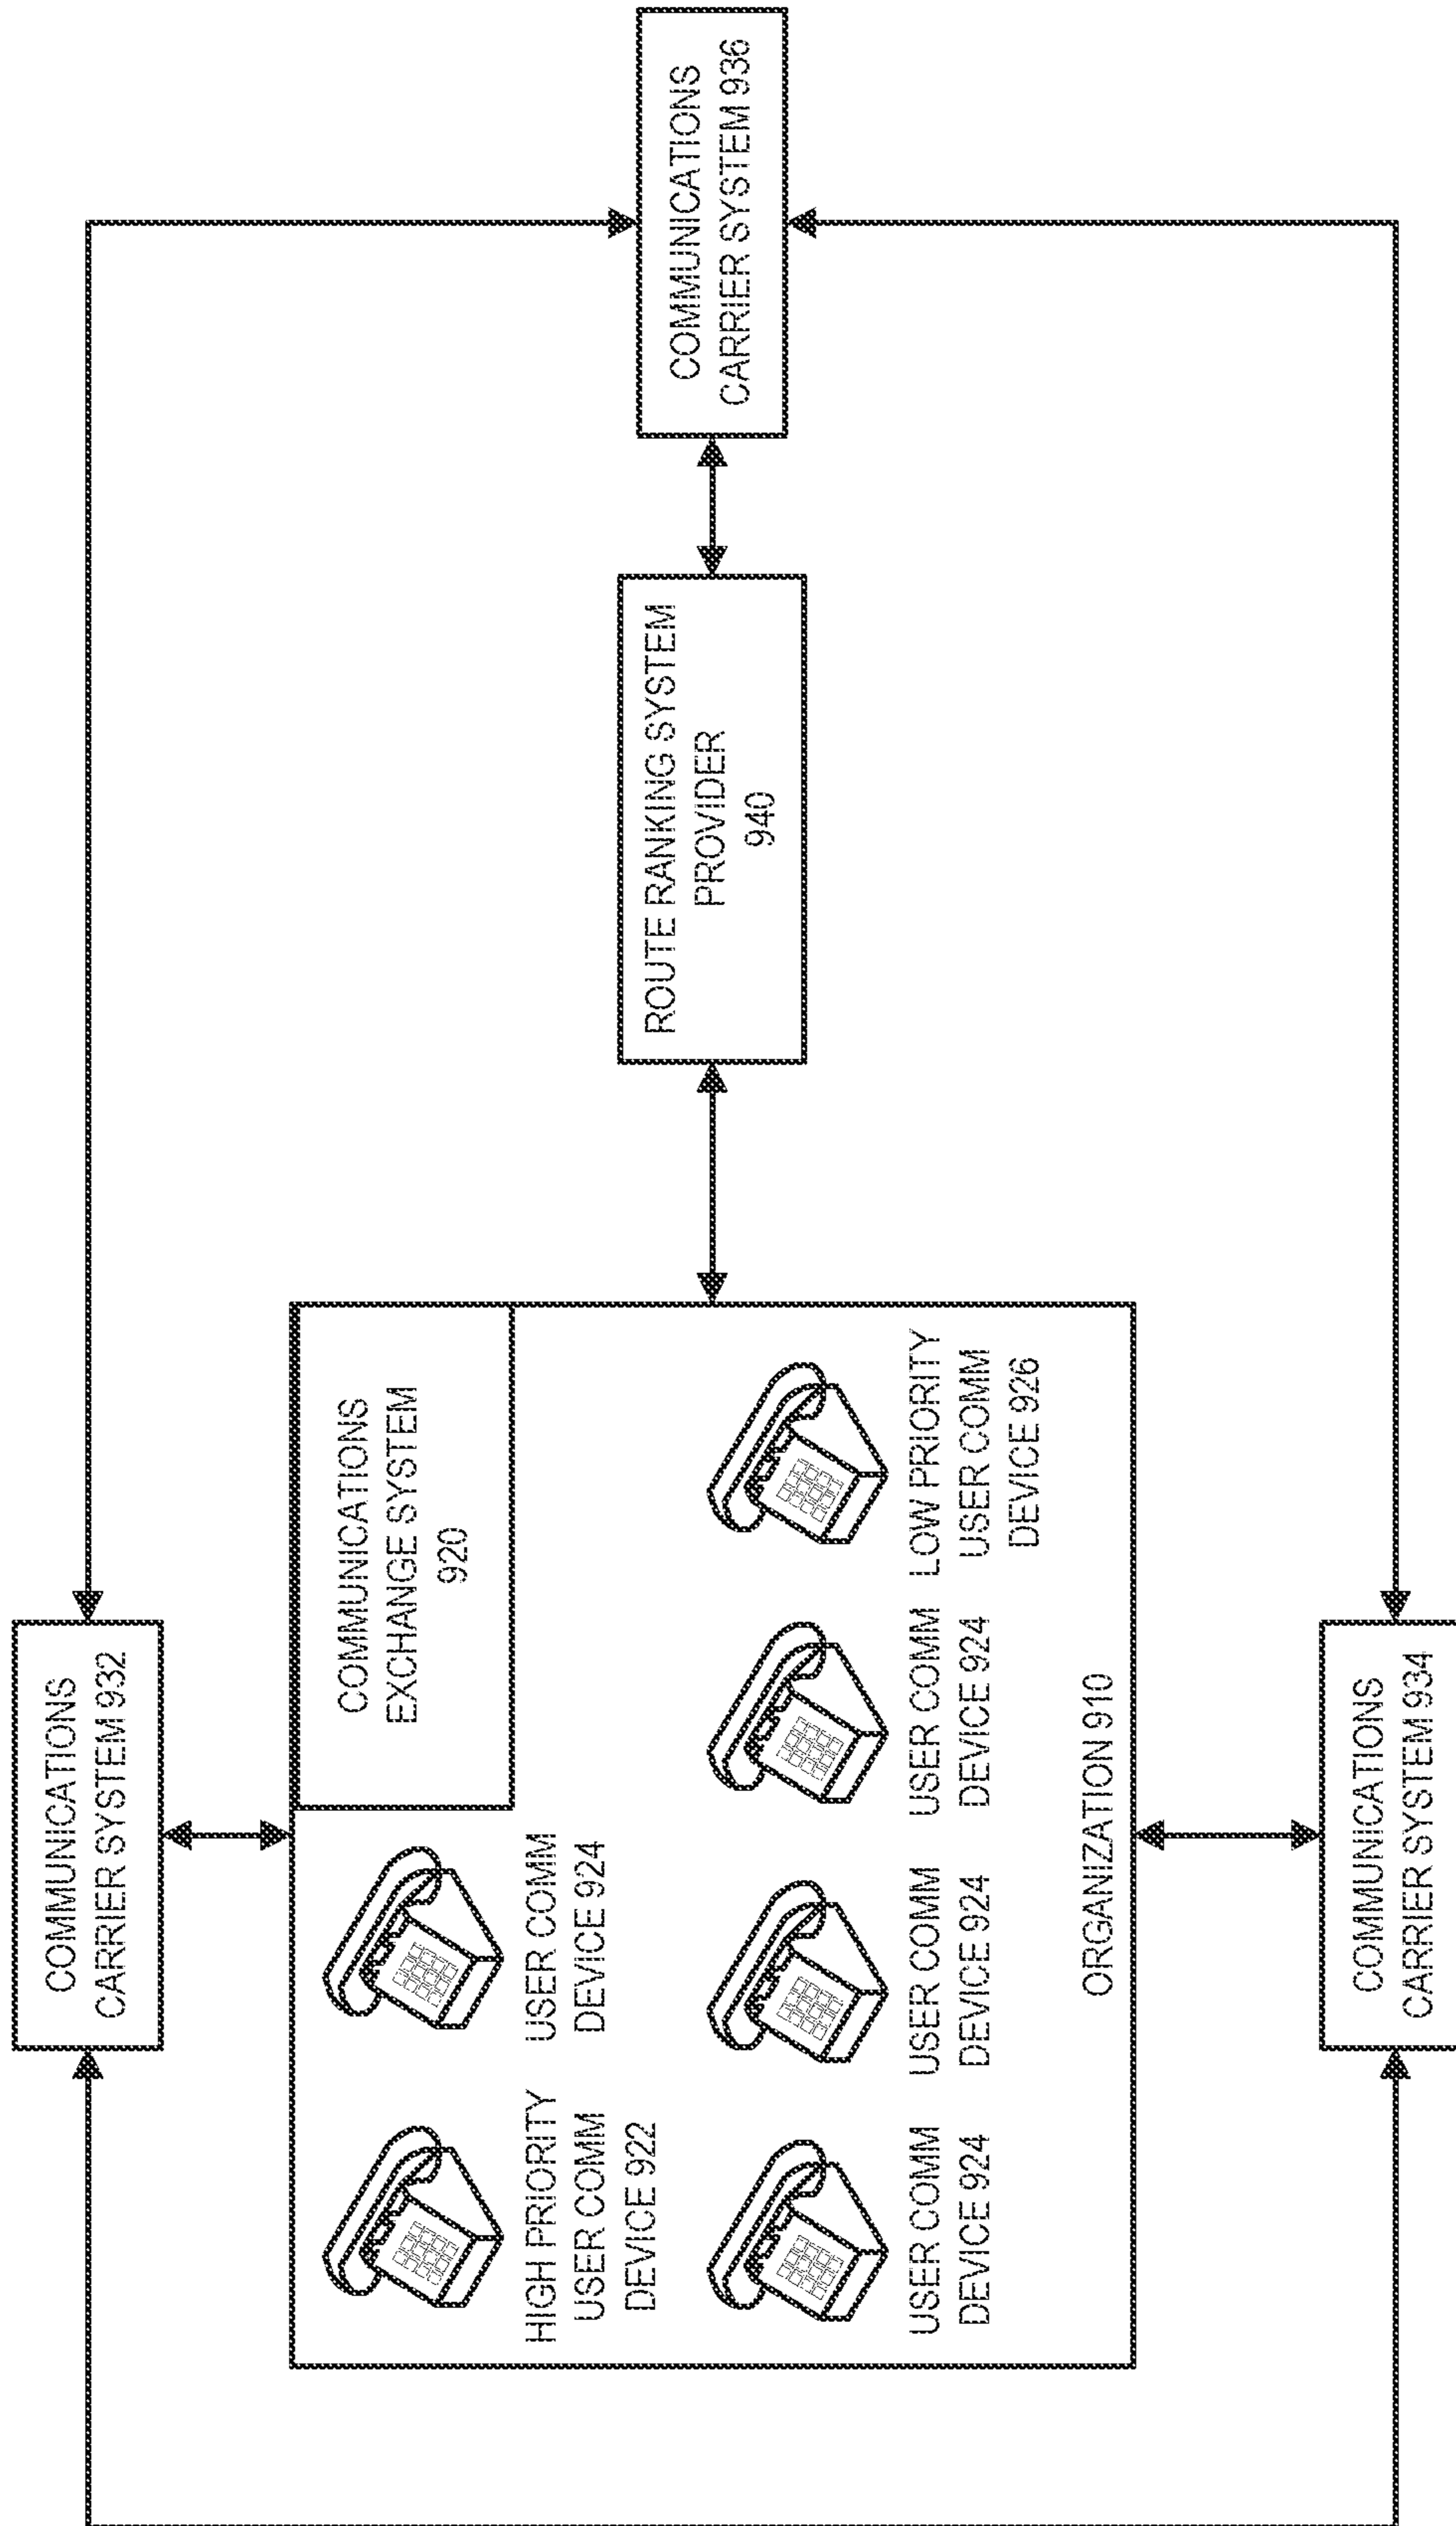 COMMUNICATIONS
CARRIER SYSTEM 932
COMMUNICATIONS
EXCHANGE SYSTEM
920
HIGH PRIORITY
USER COMM
DEVICE 922
USER COMM
DEVICE 924
USER COMM
DEVICE 924
USER COMM
DEVICE 924
USER COMM
DEVICE 924
LOW PRIORITY
USER COMM
DEVICE 926
ORGANIZATION 910
ROUTE RANKING SYSTEM
PROVIDER
940
COMMUNICATIONS
CARRIER SYSTEM 936
COMMUNICATIONS
CARRIER SYSTEM 934